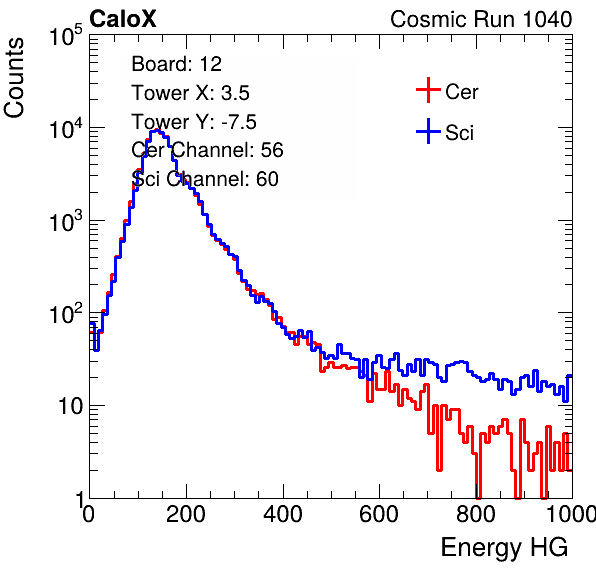 CaloX Cosmic Run 1040
Counts
10^5
10^4
10^3
10^2
10
1
Board: 12
Tower X: 3.5
Tower Y: -7.5
Cer Channel: 56
Sci Channel: 60
Cer
Sci
0 200 400 600 800 1000
Energy HG